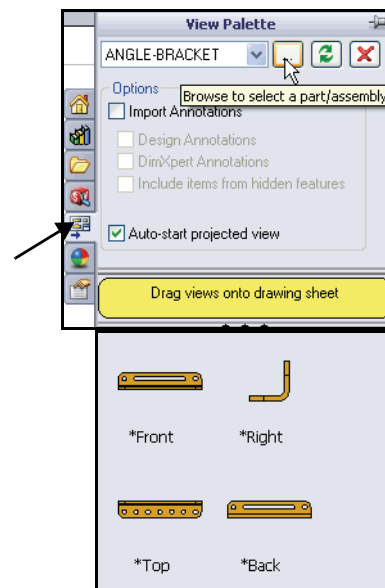 View Palette
ANGLE-BRACKET
...
Options
Browse to select a part/assembly
Import Annotations
Design Annotations
DimXpert Annotations
Include items from hidden features
Auto-start projected view
Drag views onto drawing sheet
*Front *Right
*Top *Back